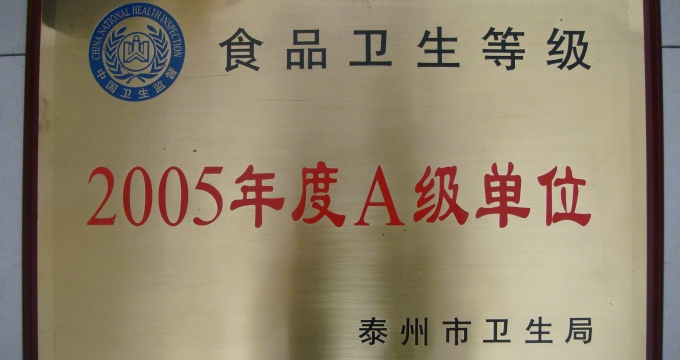 CHINA NATIONAL HEALTH INSPECTION
中国卫生监督
食品卫生等级
2005年度A级单位
泰州市卫生局